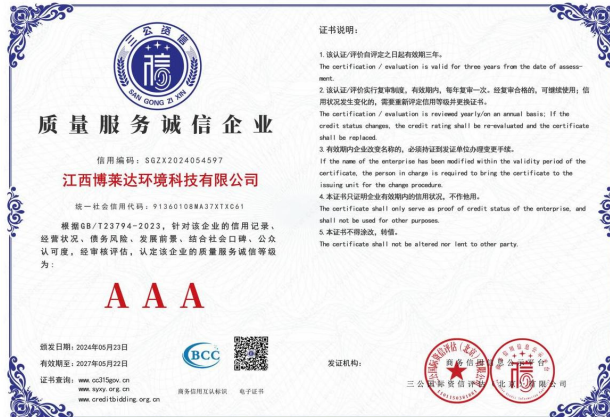 三公资信
SAN GONG ZI XIN
质量服务诚信企业
信用编码：SGZX2024054597
江西博莱达环境科技有限公司
统一社会信用代码：91360108MA37XTXC61
根据GB/T23794-2023，针对该企业的信用记录、
经营状况、债务风险、发展前景、结合社会口碑、公众
认可度，经审核评估，认定该企业的质量服务诚信等级
为：
AAA
颁发日期：2024年05月23日
有效期至：2027年05月22日
证书查询：www.cc315gov.cn
www.syxy.org.cn
www.creditbidding.org.cn
BCC
商务信用互认标识
电子证书
证书说明：
1. 该认证/评价自评定之日起有效期三年。
The certification / evaluation is valid for three years from the date of assess-
ment.
2. 该认证/评价实行复审制度，有效期内，每年复审一次。经复审合格的，可继续使用；信
用状况发生变化的，需要重新评定信用等级并更换证书。
The certification / evaluation is reviewed yearly/on an annual basis; If the
credit status changes, the credit rating shall be re-evaluated and the certificate
shall be replaced.
3. 有效期内企业改变名称的，必须持证到发证单位办理变更手续。
If the name of the enterprise has been modified within the validity period of the
certificate, the person in charge is required to bring the certificate to the
issuing unit for the change procedure.
4. 本证书只证明企业有效期内的信用状况，不作他用。
The certificate shall only serve as proof of credit status of the enterprise, and
shall not be used for other purposes.
5. 本证书不得涂改，转借。
The certificate shall not be altered nor lent to other party.
发证机构：
商务信用信息公示平台
三公国际资信评估（北京）有限公司